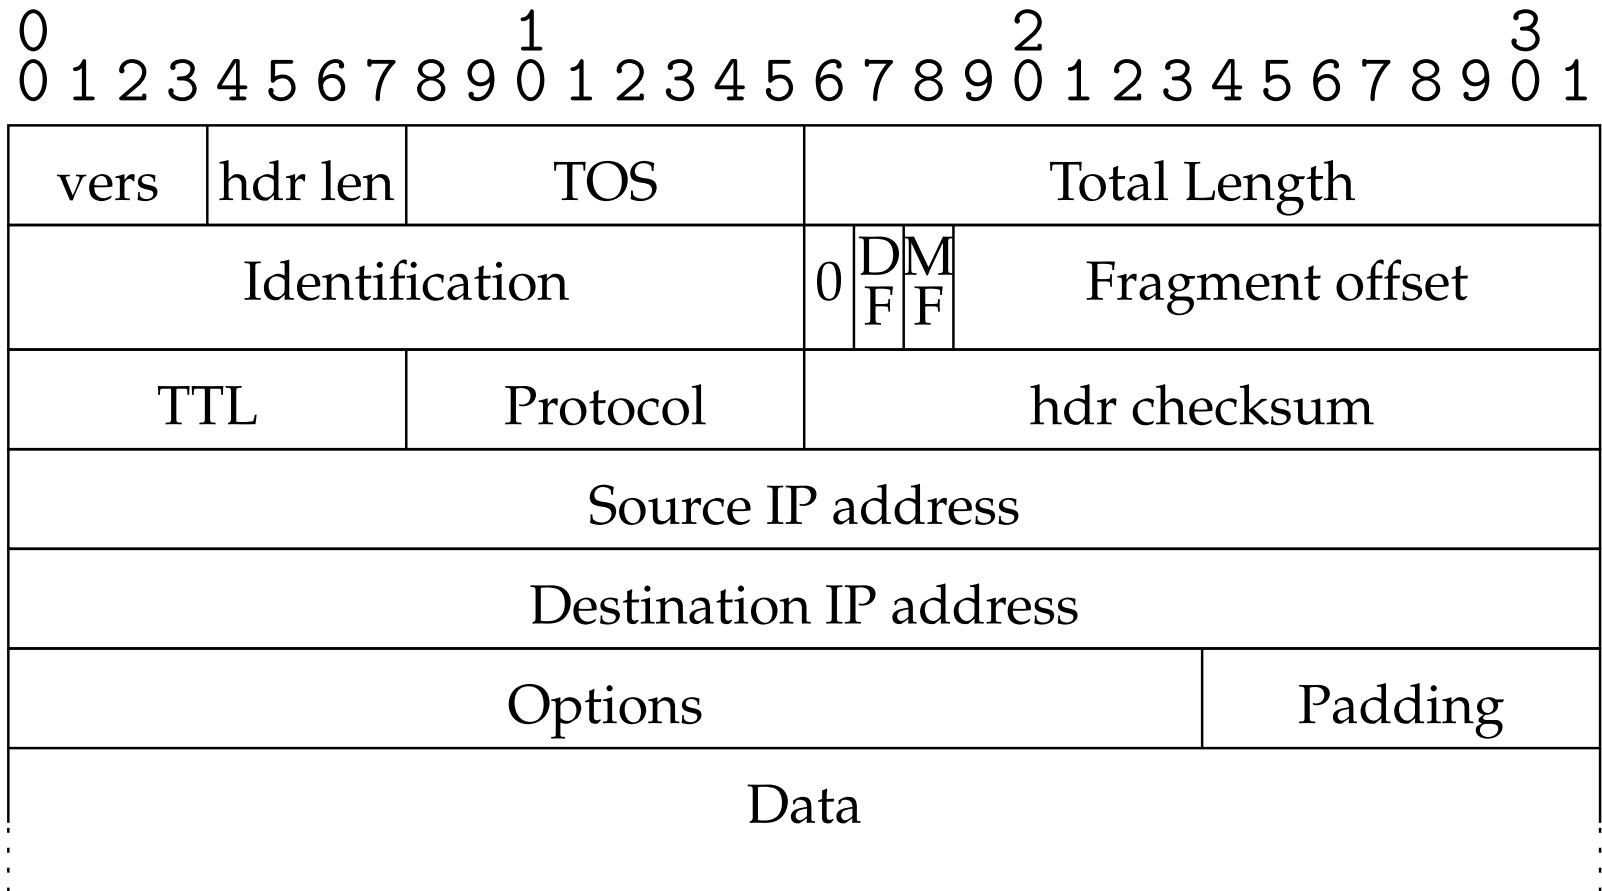 0 1 2 3
0 1 2 3 4 5 6 7 8 9 0 1 2 3 4 5 6 7 8 9 0 1 2 3 4 5 6 7 8 9 0 1
vers hdr len TOS Total Length
Identification 0 DF MF Fragment offset
TTL Protocol hdr checksum
Source IP address
Destination IP address
Options Padding
Data